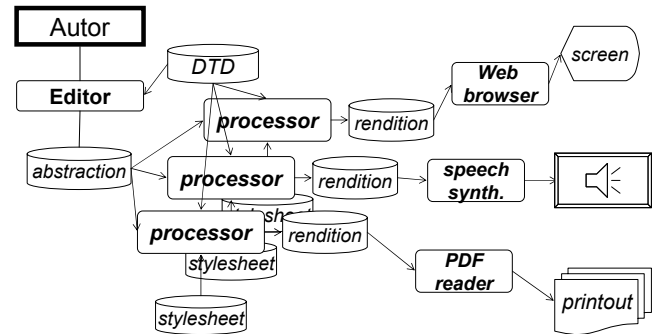 Autor
DTD
Web
browser
screen
Editor
processor
rendition
abstraction
processor
rendition
speech
synth.
stylesheet
processor
rendition
stylesheet
PDF
reader
stylesheet
printout